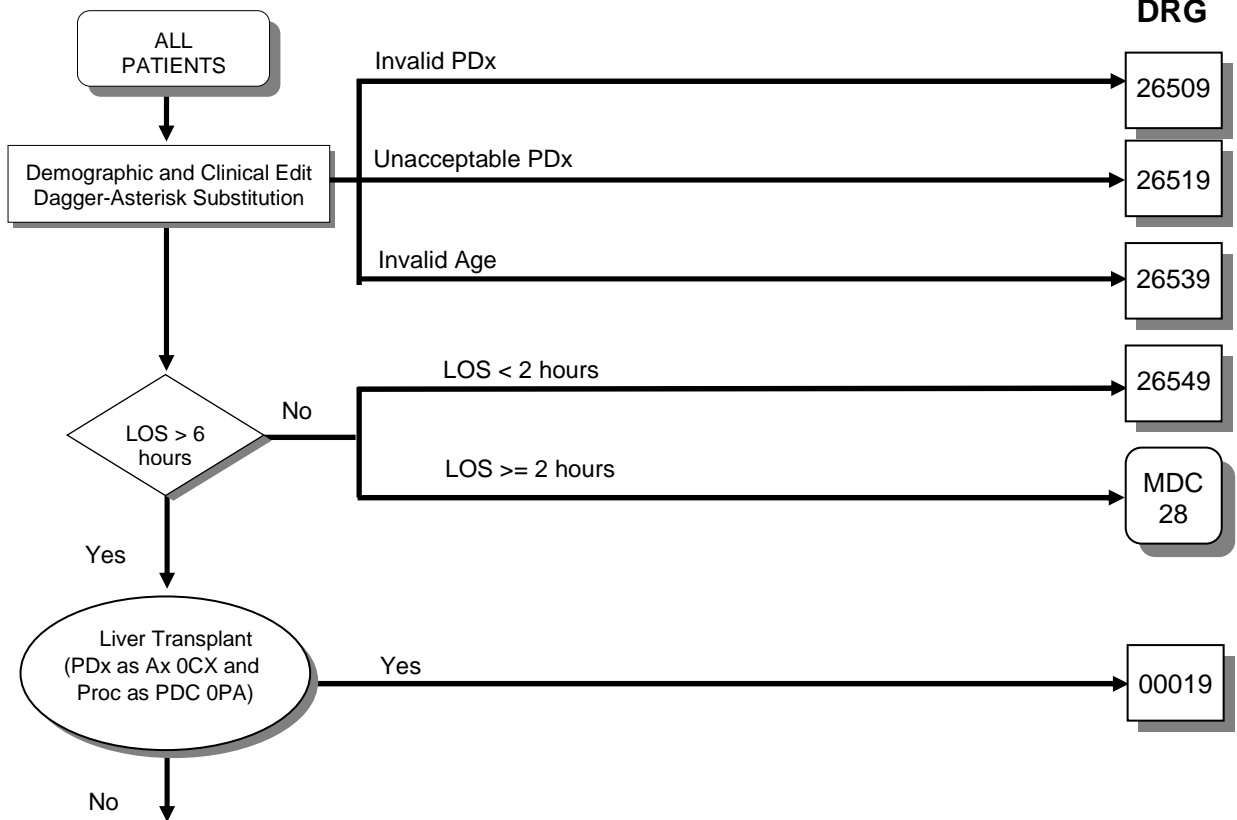 DRG
ALL
PATIENTS
Invalid PDx
26509
Demographic and Clinical Edit
Dagger-Asterisk Substitution
Unacceptable PDx
26519
Invalid Age
26539
LOS > 6
hours
No
LOS < 2 hours
26549
LOS >= 2 hours
MDC
28
Yes
Liver Transplant
(PDx as Ax 0CX and
Proc as PDC 0PA)
Yes
00019
No